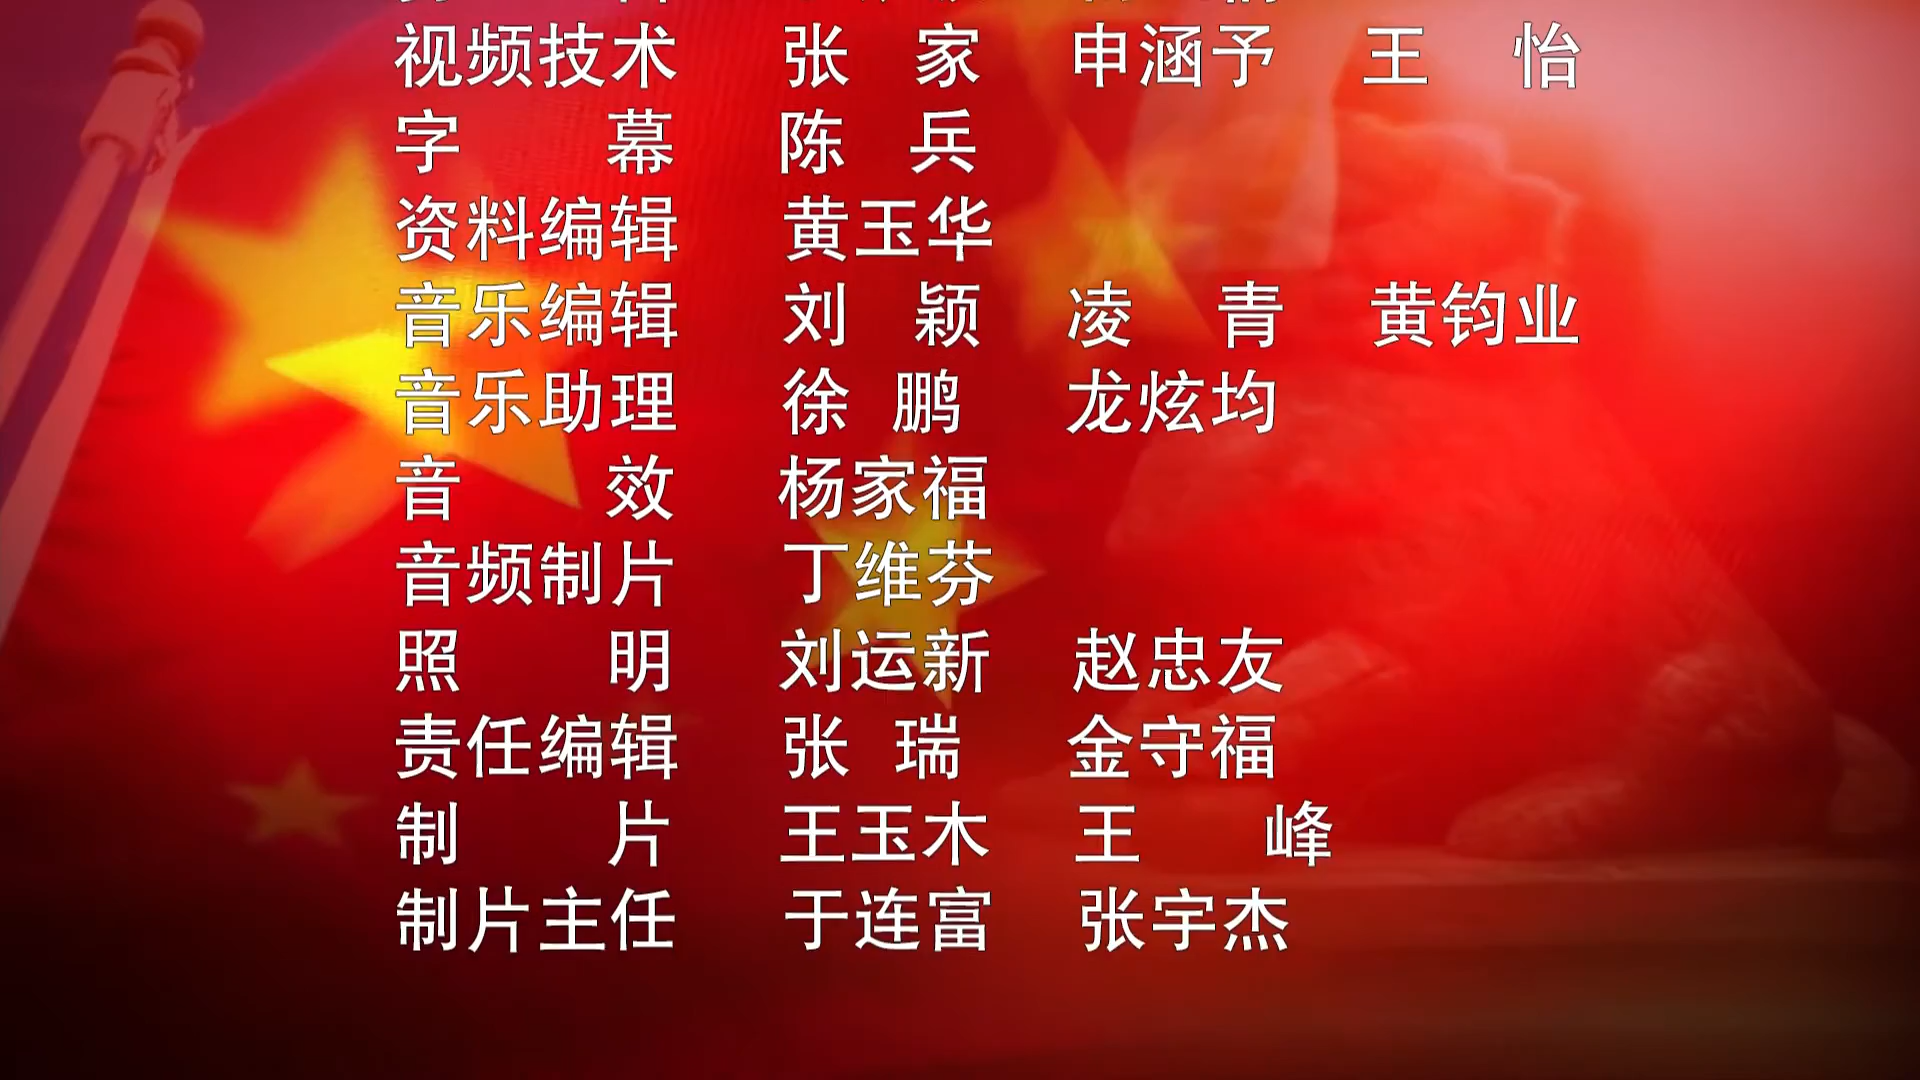 视频技术 张家 申涵予 王怡
字幕 陈兵
资料编辑 黄玉华
音乐编辑 刘颖 凌青 黄钧业
音乐助理 徐鹏 龙炫均
音效 杨家福
音频制片 丁维芬
照明 刘运新 赵忠友
责任编辑 张瑞 金守福
制片 王玉木 王峰
制片主任 于连富 张宇杰